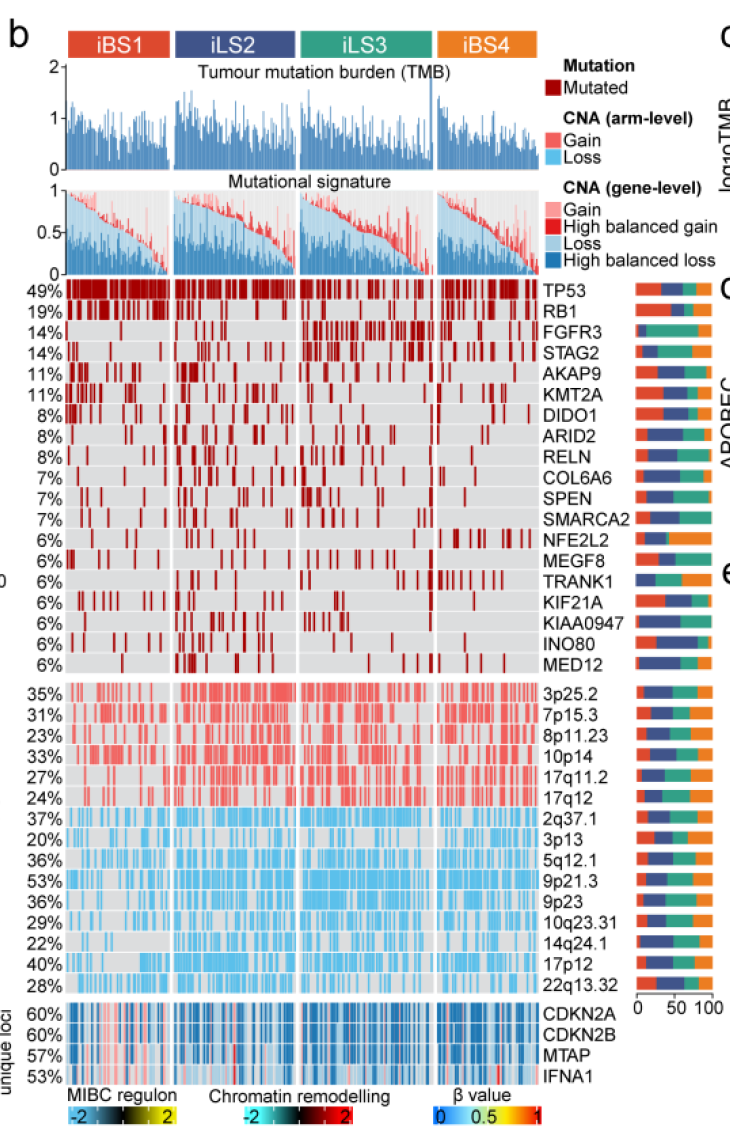 b
iBS1 iLS2 iLS3 iBS4
Tumour mutation burden (TMB)
2
1
0
Mutational signature
1
0.5
0
Mutation
Mutated
CNA (arm-level)
Gain
Loss
CNA (gene-level)
Gain
High balanced gain
Loss
High balanced loss
49% TP53
19% RB1
14% FGFR3
14% STAG2
11% AKAP9
11% KMT2A
8% DIDO1
8% ARID2
8% RELN
7% COL6A6
7% SPEN
7% SMARCA2
6% NFE2L2
6% MEGF8
6% TRANK1
6% KIF21A
6% KIAA0947
6% INO80
6% MED12
35% 3p25.2
31% 7p15.3
23% 8p11.23
33% 10p14
27% 17q11.2
24% 17q12
37% 2q37.1
20% 3p13
36% 5q12.1
53% 9p21.3
36% 9p23
29% 10q23.31
22% 14q24.1
40% 17p12
28% 22q13.32
0 50 100
60% CDKN2A
60% CDKN2B
57% MTAP
53% IFNA1
unique loci
MIBC regulon Chromatin remodelling β value
-2 2 -2 2 0 0.5 1
log10TMB
e